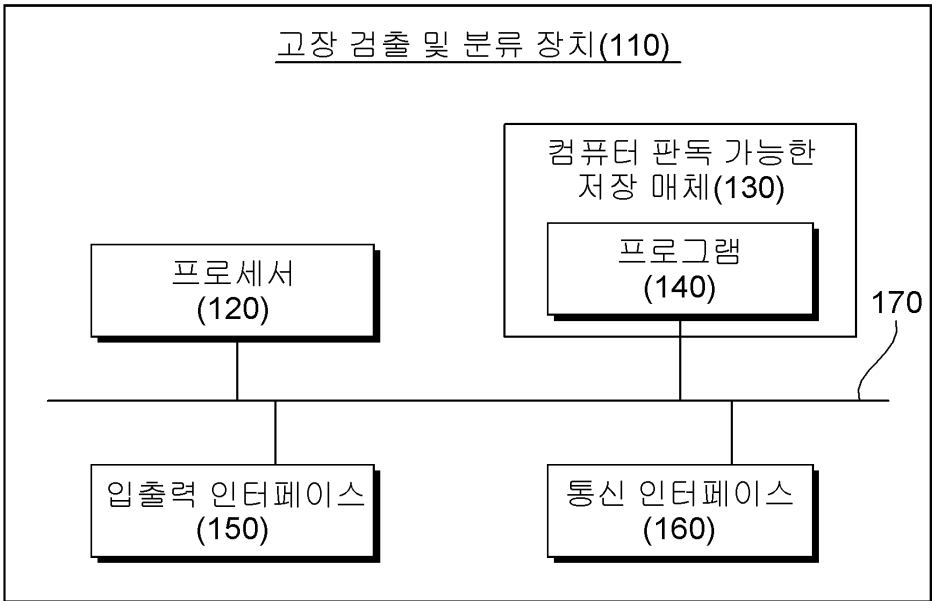 고장 검출 및 분류 장치(110)
컴퓨터 판독 가능한
저장 매체(130)
프로그램
(140)
프로세서
(120)
170
입출력 인터페이스
(150)
통신 인터페이스
(160)